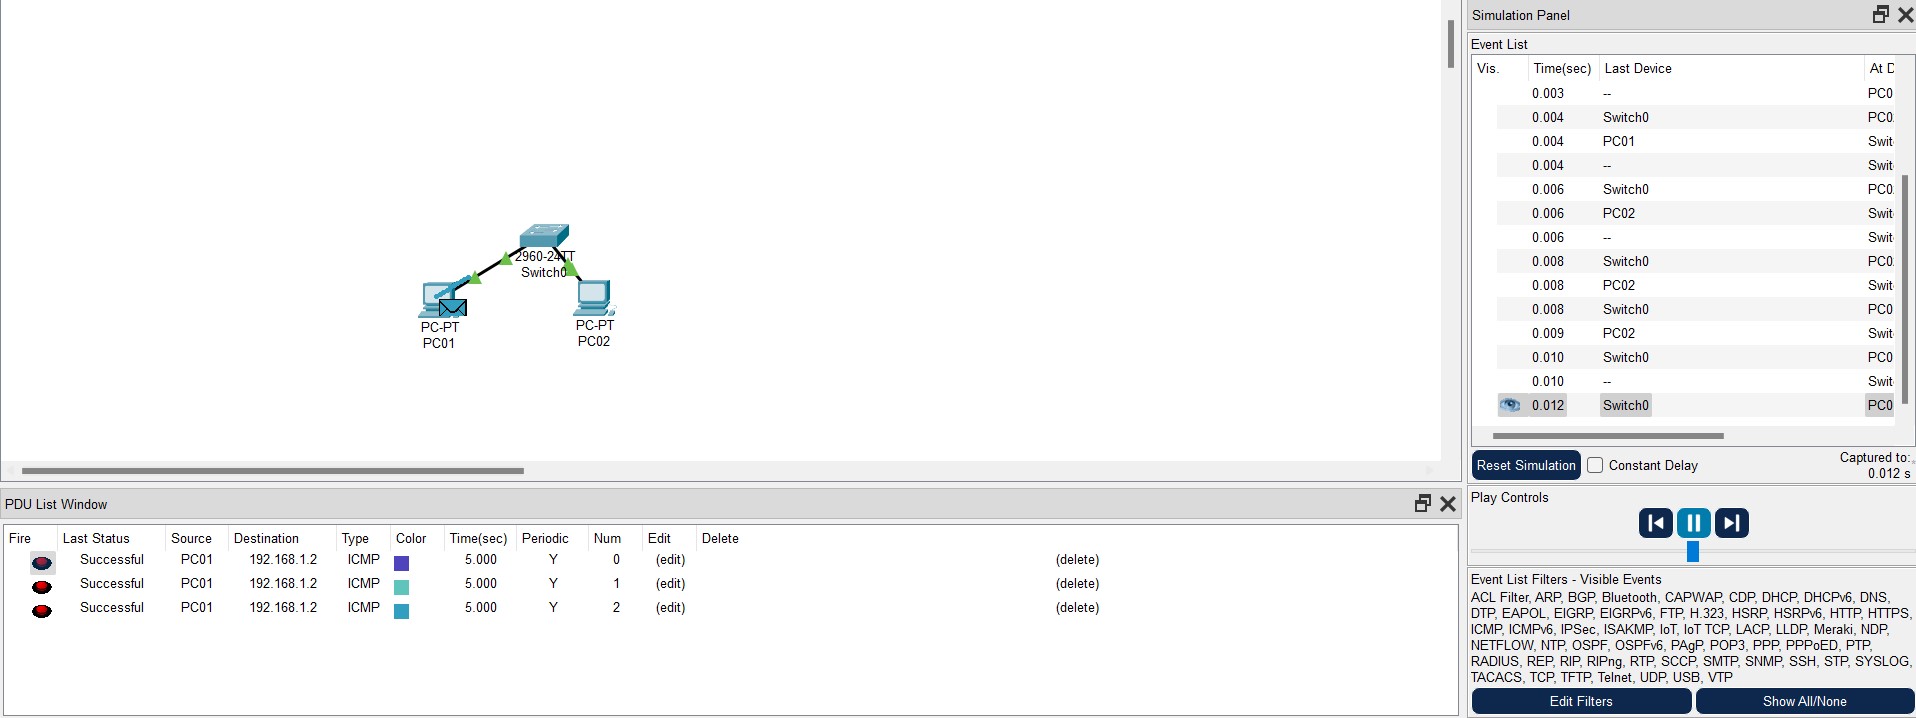 2960-24TT
Switch0
PC-PT
PC01
PC-PT
PC02
PDU List Window
Fire Last Status Source Destination Type Color Time(sec) Periodic Num Edit Delete
Successful PC01 192.168.1.2 ICMP 5.000 Y 0 (edit) (delete)
Successful PC01 192.168.1.2 ICMP 5.000 Y 1 (edit) (delete)
Successful PC01 192.168.1.2 ICMP 5.000 Y 2 (edit) (delete)
Simulation Panel
Event List
Vis. Time(sec) Last Device At D
0.003 -- PC0
0.004 Switch0 PC0
0.004 PC01 Swit
0.004 -- Swit
0.006 Switch0 PC0
0.006 PC02 Swit
0.006 -- Swit
0.008 Switch0 PC0
0.008 PC02 Swit
0.008 Switch0 PC0
0.009 PC02 Swit
0.010 Switch0 PC0
0.010 -- Swit
0.012 Switch0 PC0
Reset Simulation Constant Delay Captured to:
0.012 s
Play Controls
Event List Filters - Visible Events
ACL Filter, ARP, BGP, Bluetooth, CAPWAP, CDP, DHCP, DHCPv6, DNS,
DTP, EAPOL, EIGRP, EIGRPv6, FTP, H.323, HSRP, HSRPv6, HTTP, HTTPS,
ICMP, ICMPv6, IPSec, ISAKMP, IoT, IoT TCP, LACP, LLDP, Meraki, NDP,
NETFLOW, NTP, OSPF, OSPFv6, PAgP, POP3, PPP, PPPoED, PTP,
RADIUS, REP, RIP, RIPng, RTP, SCCP, SMTP, SNMP, SSH, STP, SYSLOG,
TACACS, TCP, TFTP, Telnet, UDP, USB, VTP
Edit Filters Show All/None